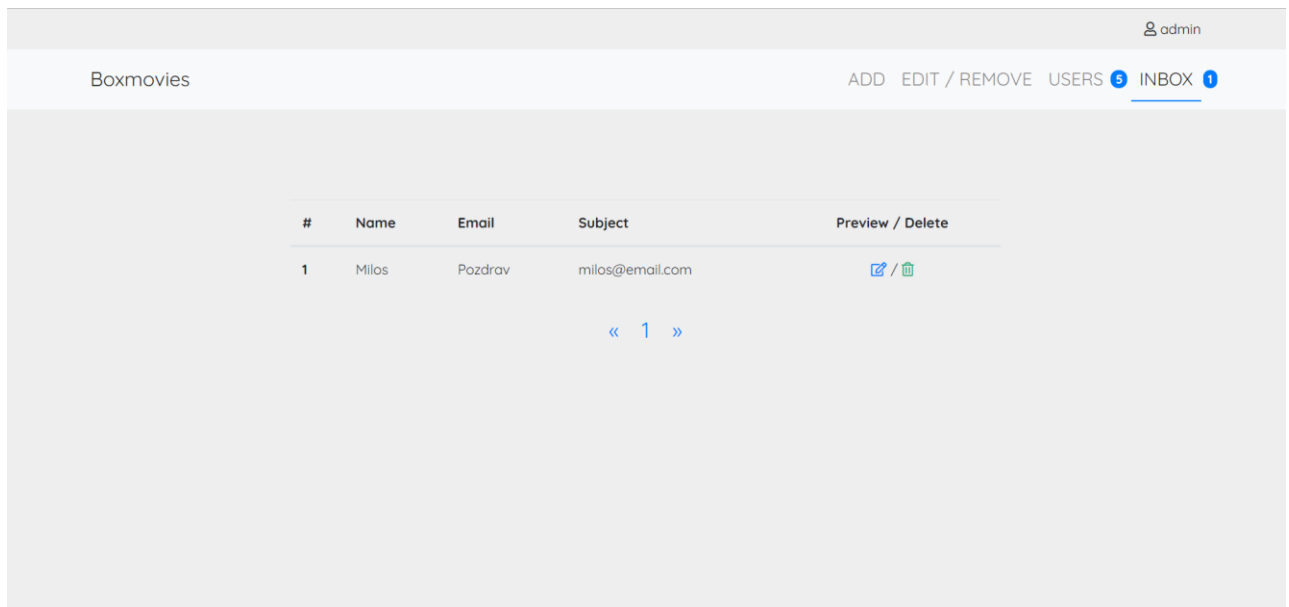 admin
Boxmovies ADD EDIT / REMOVE USERS 5 INBOX 1
# Name Email Subject Preview / Delete
1 Milos Pozdrav milos@email.com /
« 1 »